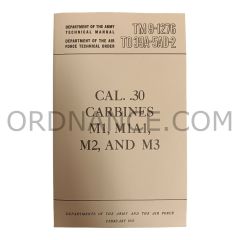 DEPARTMENT OF THE ARMY
TECHNICAL MANUAL
TM 9-1276
DEPARTMENT OF THE AIR
FORCE TECHNICAL ORDER
TO 39A-5AD-2
CAL. .30
CARBINES
M1, M1A1,
M2, AND M3
ORDNANCE.COM
DEPARTMENTS OF THE ARMY AND THE AIR FORCE
FEBRUARY